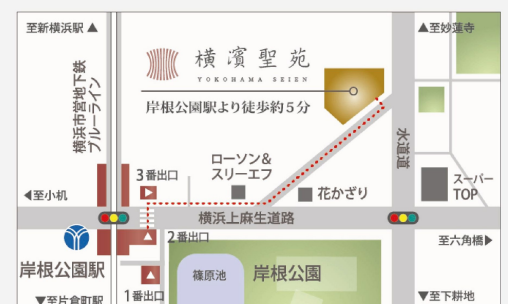 至新横浜駅▲
▲至妙蓮寺
横濱聖苑
YOKOHAMA SEIEN
岸根公園駅より徒歩約5分
横浜市営地下鉄
ブルーライン
水道道
3番出口
ローソン&
スリーエフ
花かざり
スーパー
TOP
◀至小机
横浜上麻生道路
2番出口
至六角橋▶
岸根公園駅
篠原池
岸根公園
▼至片倉町駅
1番出口
▼至下耕地